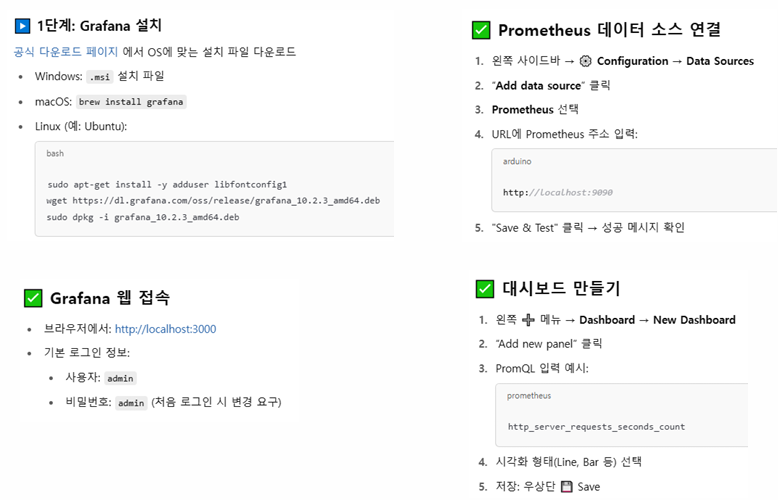 1단계: Grafana 설치
공식 다운로드 페이지 에서 OS에 맞는 설치 파일 다운로드
• Windows: .msi 설치 파일
• macOS: brew install grafana
• Linux (예: Ubuntu):
bash
sudo apt-get install -y adduser libfontconfig1
wget https://dl.grafana.com/oss/release/grafana_10.2.3_amd64.deb
sudo dpkg -i grafana_10.2.3_amd64.deb
Grafana 웹 접속
• 브라우저에서: http://localhost:3000
• 기본 로그인 정보:
• 사용자: admin
• 비밀번호: admin (처음 로그인 시 변경 요구)
Prometheus 데이터 소스 연결
1. 왼쪽 사이드바 → ⚙ Configuration → Data Sources
2. "Add data source" 클릭
3. Prometheus 선택
4. URL에 Prometheus 주소 입력:
arduino
http://localhost:9090
5. "Save & Test" 클릭 → 성공 메시지 확인
대시보드 만들기
1. 왼쪽 ➕ 메뉴 → Dashboard → New Dashboard
2. "Add new panel" 클릭
3. PromQL 입력 예시:
prometheus
http_server_requests_seconds_count
4. 시각화 형태(Line, Bar 등) 선택
5. 저장: 우상단 💾 Save